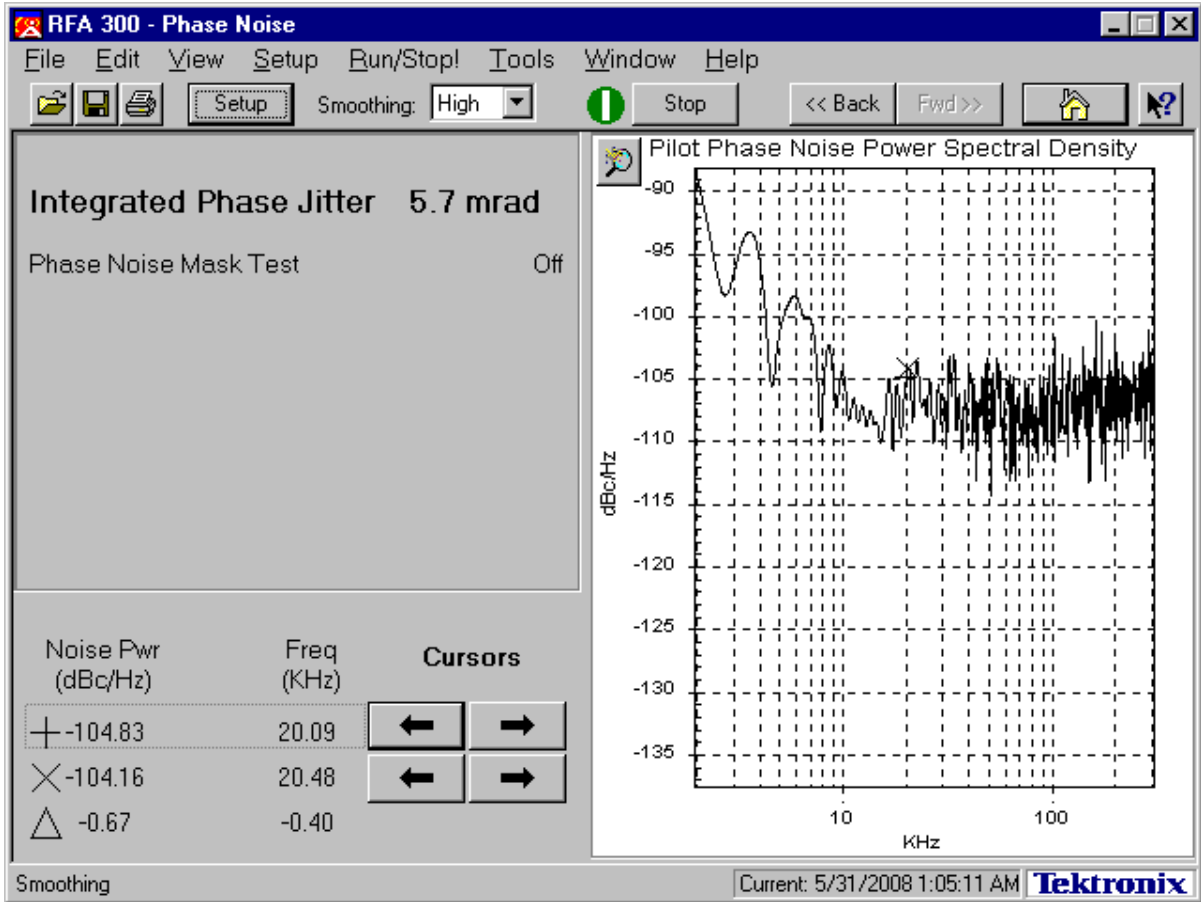 RFA 300 - Phase Noise
File Edit View Setup Run/Stop! Tools Window Help
Setup Smoothing: High Stop << Back Fwd >>
Integrated Phase Jitter 5.7 mrad
Phase Noise Mask Test Off
Pilot Phase Noise Power Spectral Density
-90
-95
-100
-105
-110
-115
-120
-125
-130
-135
dBc/Hz
10 100
KHz
Noise Pwr (dBc/Hz) Freq (KHz) Cursors
-104.83 20.09
-104.16 20.48
-0.67 -0.40
Smoothing Current: 5/31/2008 1:05:11 AM Tektronix